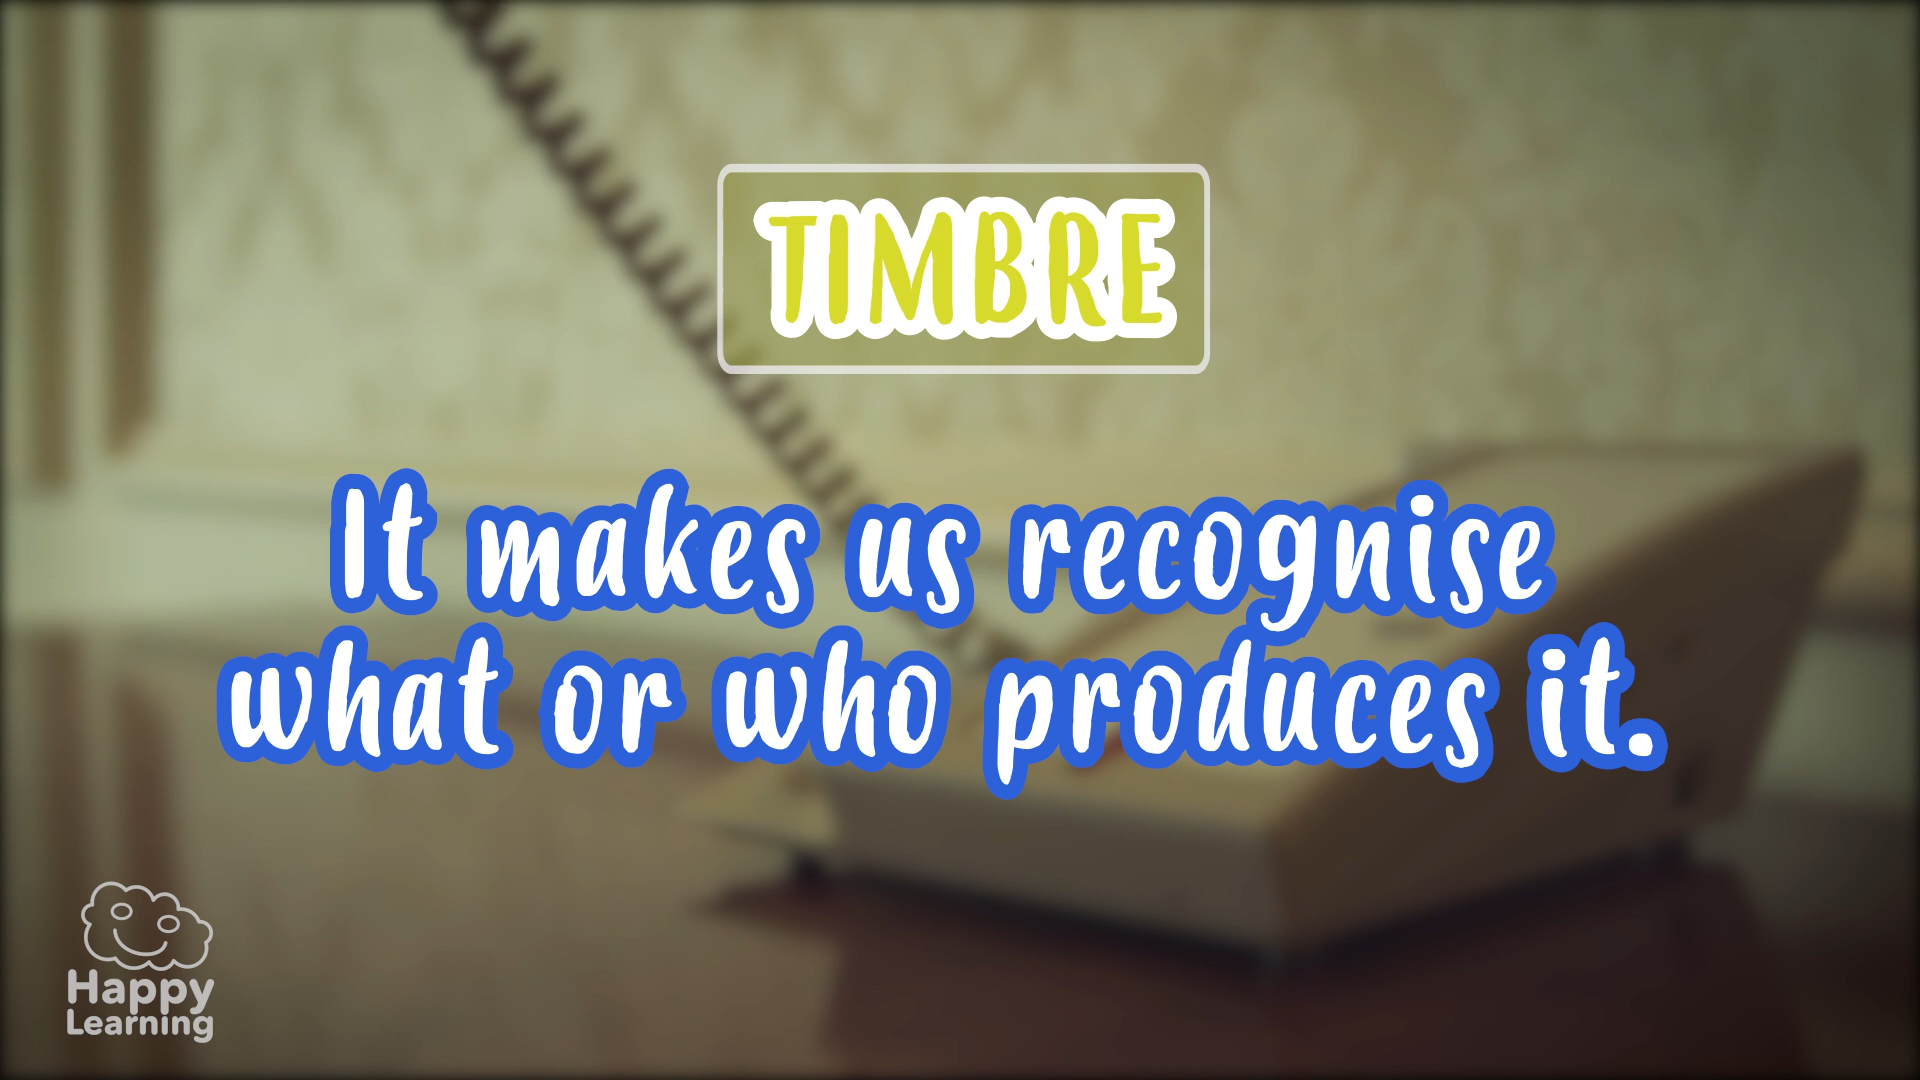 TIMBRE
It makes us recognise
what or who produces it.
Happy
Learning